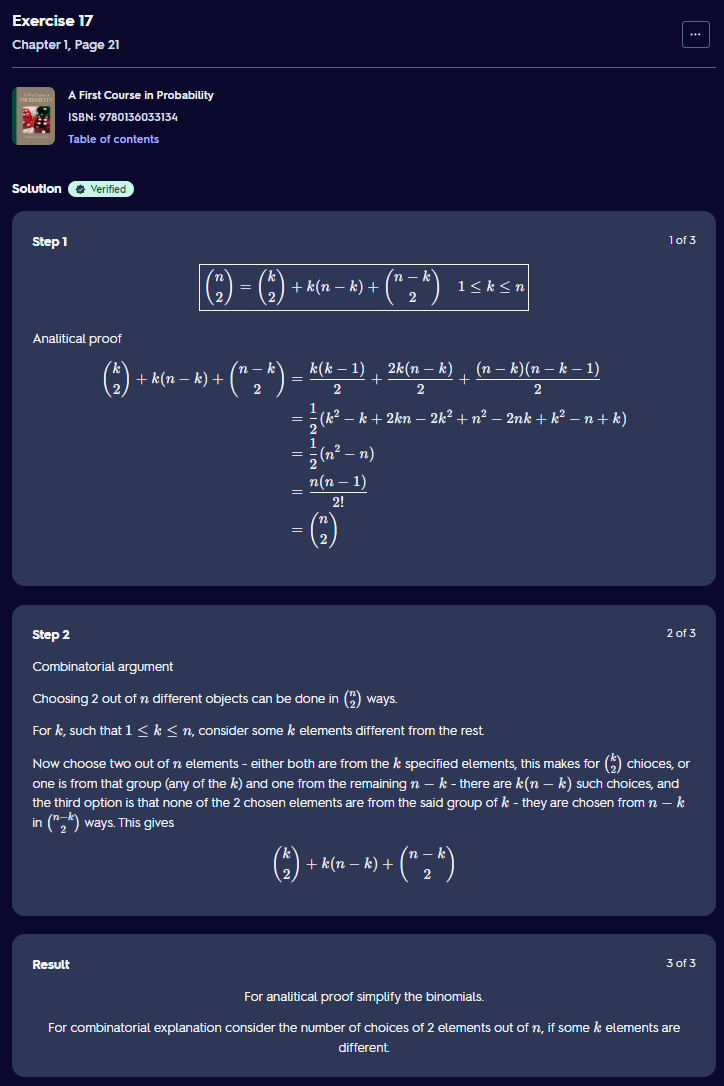 Exercise 17
Chapter 1, Page 21
...
A First Course in Probability
ISBN: 9780136033134
Table of contents
Solution Verified
Step 1
1 of 3
$\binom{n}{2} = \binom{k}{2} + k(n-k) + \binom{n-k}{2} \quad 1 \leq k \leq n$
Analitical proof
$\binom{k}{2} + k(n-k) + \binom{n-k}{2} = \frac{k(k-1)}{2} + \frac{2k(n-k)}{2} + \frac{(n-k)(n-k-1)}{2}$
$= \frac{1}{2}(k^2 - k + 2kn - 2k^2 + n^2 - 2nk + k^2 - n + k)$
$= \frac{1}{2}(n^2 - n)$
$= \frac{n(n-1)}{2!}$
$= \binom{n}{2}$
Step 2
2 of 3
Combinatorial argument
Choosing 2 out of $n$ different objects can be done in $\binom{n}{2}$ ways.
For $k$, such that $1 \leq k \leq n$, consider some $k$ elements different from the rest.
Now choose two out of $n$ elements - either both are from the $k$ specified elements, this makes for $\binom{k}{2}$ chioces, or
one is from that group (any of the $k$) and one from the remaining $n-k$ - there are $k(n-k)$ such choices, and
the third option is that none of the 2 chosen elements are from the said group of $k$ - they are chosen from $n-k$
in $\binom{n-k}{2}$ ways. This gives
$\binom{k}{2} + k(n-k) + \binom{n-k}{2}$
Result
3 of 3
For analitical proof simplify the binomials.
For combinatorial explanation consider the number of choices of 2 elements out of $n$, if some $k$ elements are
different.